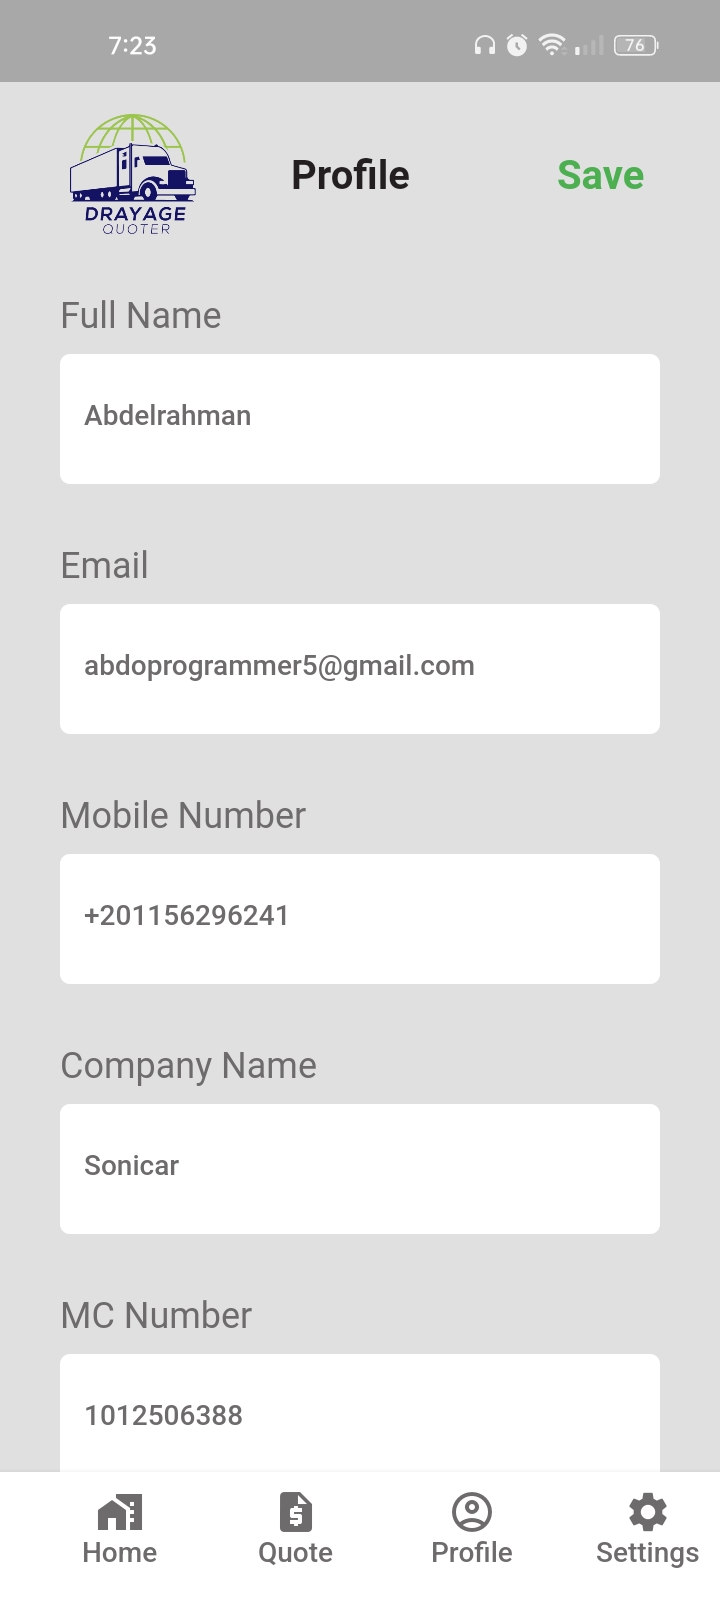 7:23
76
DRAYAGE
QUOTER
Profile
Save
Full Name
Abdelrahman
Email
abdoprogrammer5@gmail.com
Mobile Number
+201156296241
Company Name
Sonicar
MC Number
1012506388
Home
Quote
Profile
Settings